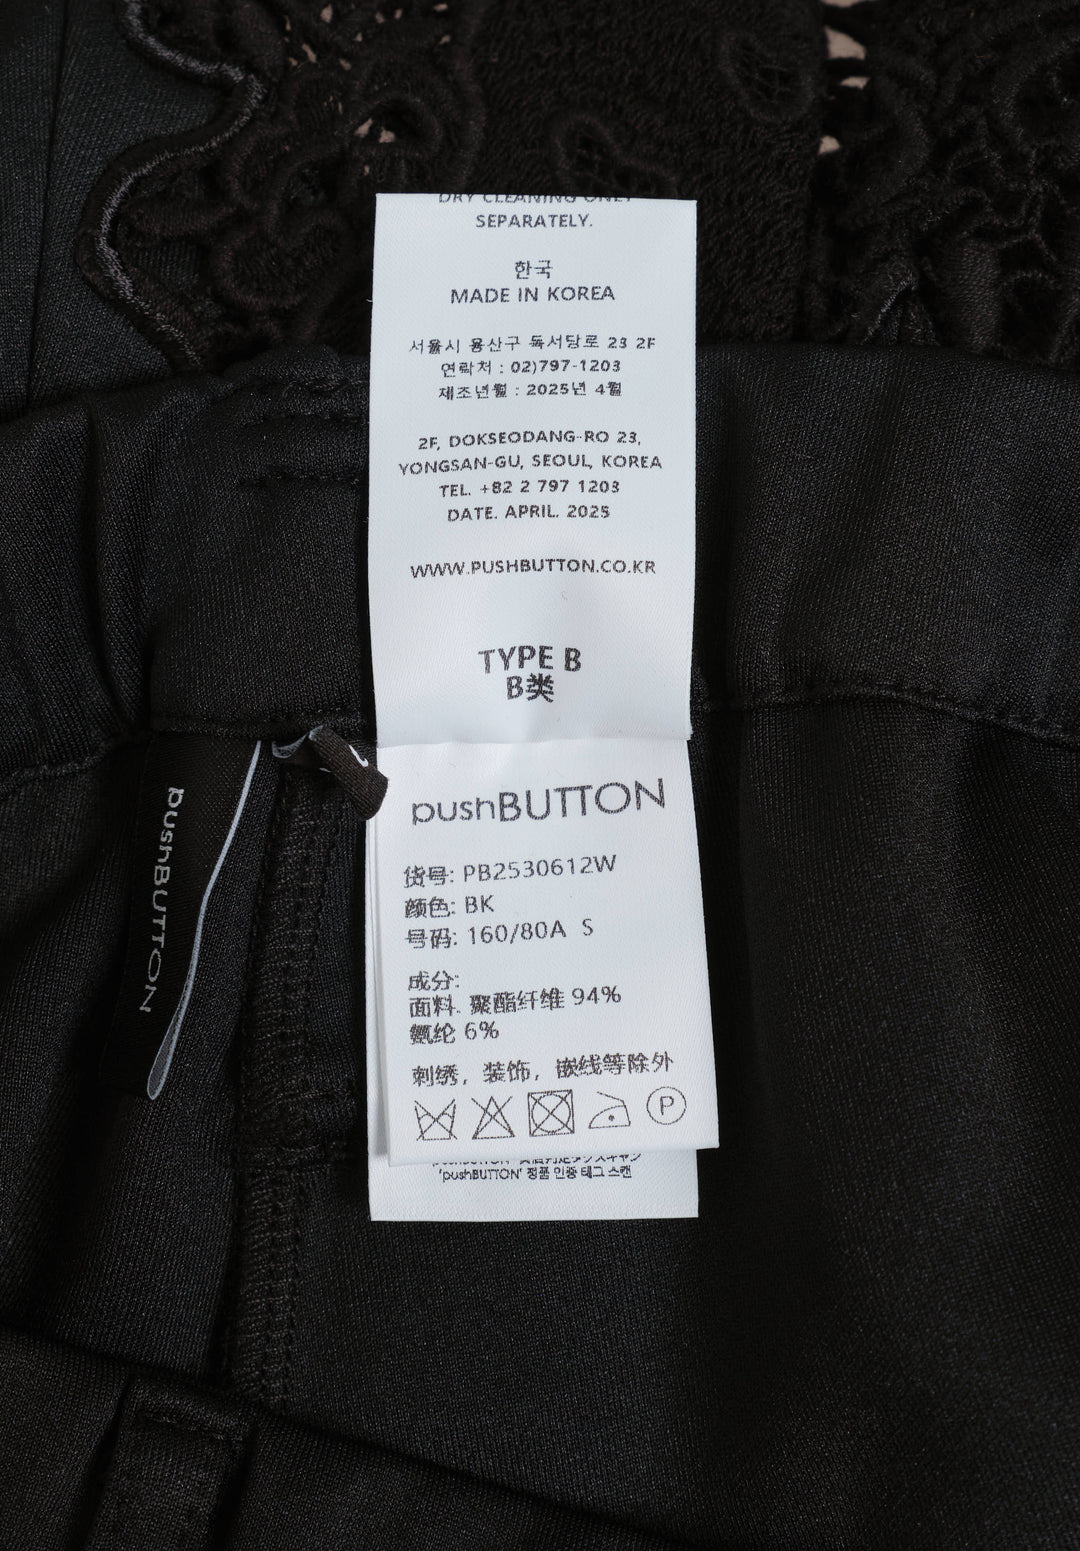 DRY CLEANING ONLY
SEPARATELY.
한국
MADE IN KOREA
서울시 용산구 독서당로 23 2F
연락처 : 02)797-1203
제조년월 : 2025년 4월
2F, DOKSEODANG-RO 23,
YONGSAN-GU, SEOUL, KOREA
TEL. +82 2 797 1203
DATE. APRIL. 2025
WWW.PUSHBUTTON.CO.KR
TYPE B
B类
pushBUTTON
货号: PB2530612W
颜色: BK
号码: 160/80A S
成分:
面料. 聚酯纤维 94%
氨纶 6%
刺绣，装饰，嵌线等除外
P
'pushBUTTON' 정품 인증 태그 스캔
pushBUTTON